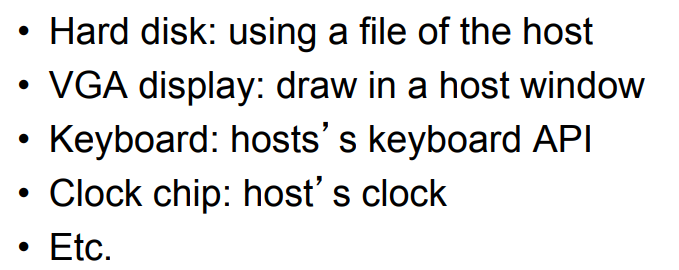 • Hard disk: using a file of the host
• VGA display: draw in a host window
• Keyboard: hosts’s keyboard API
• Clock chip: host’s clock
• Etc.